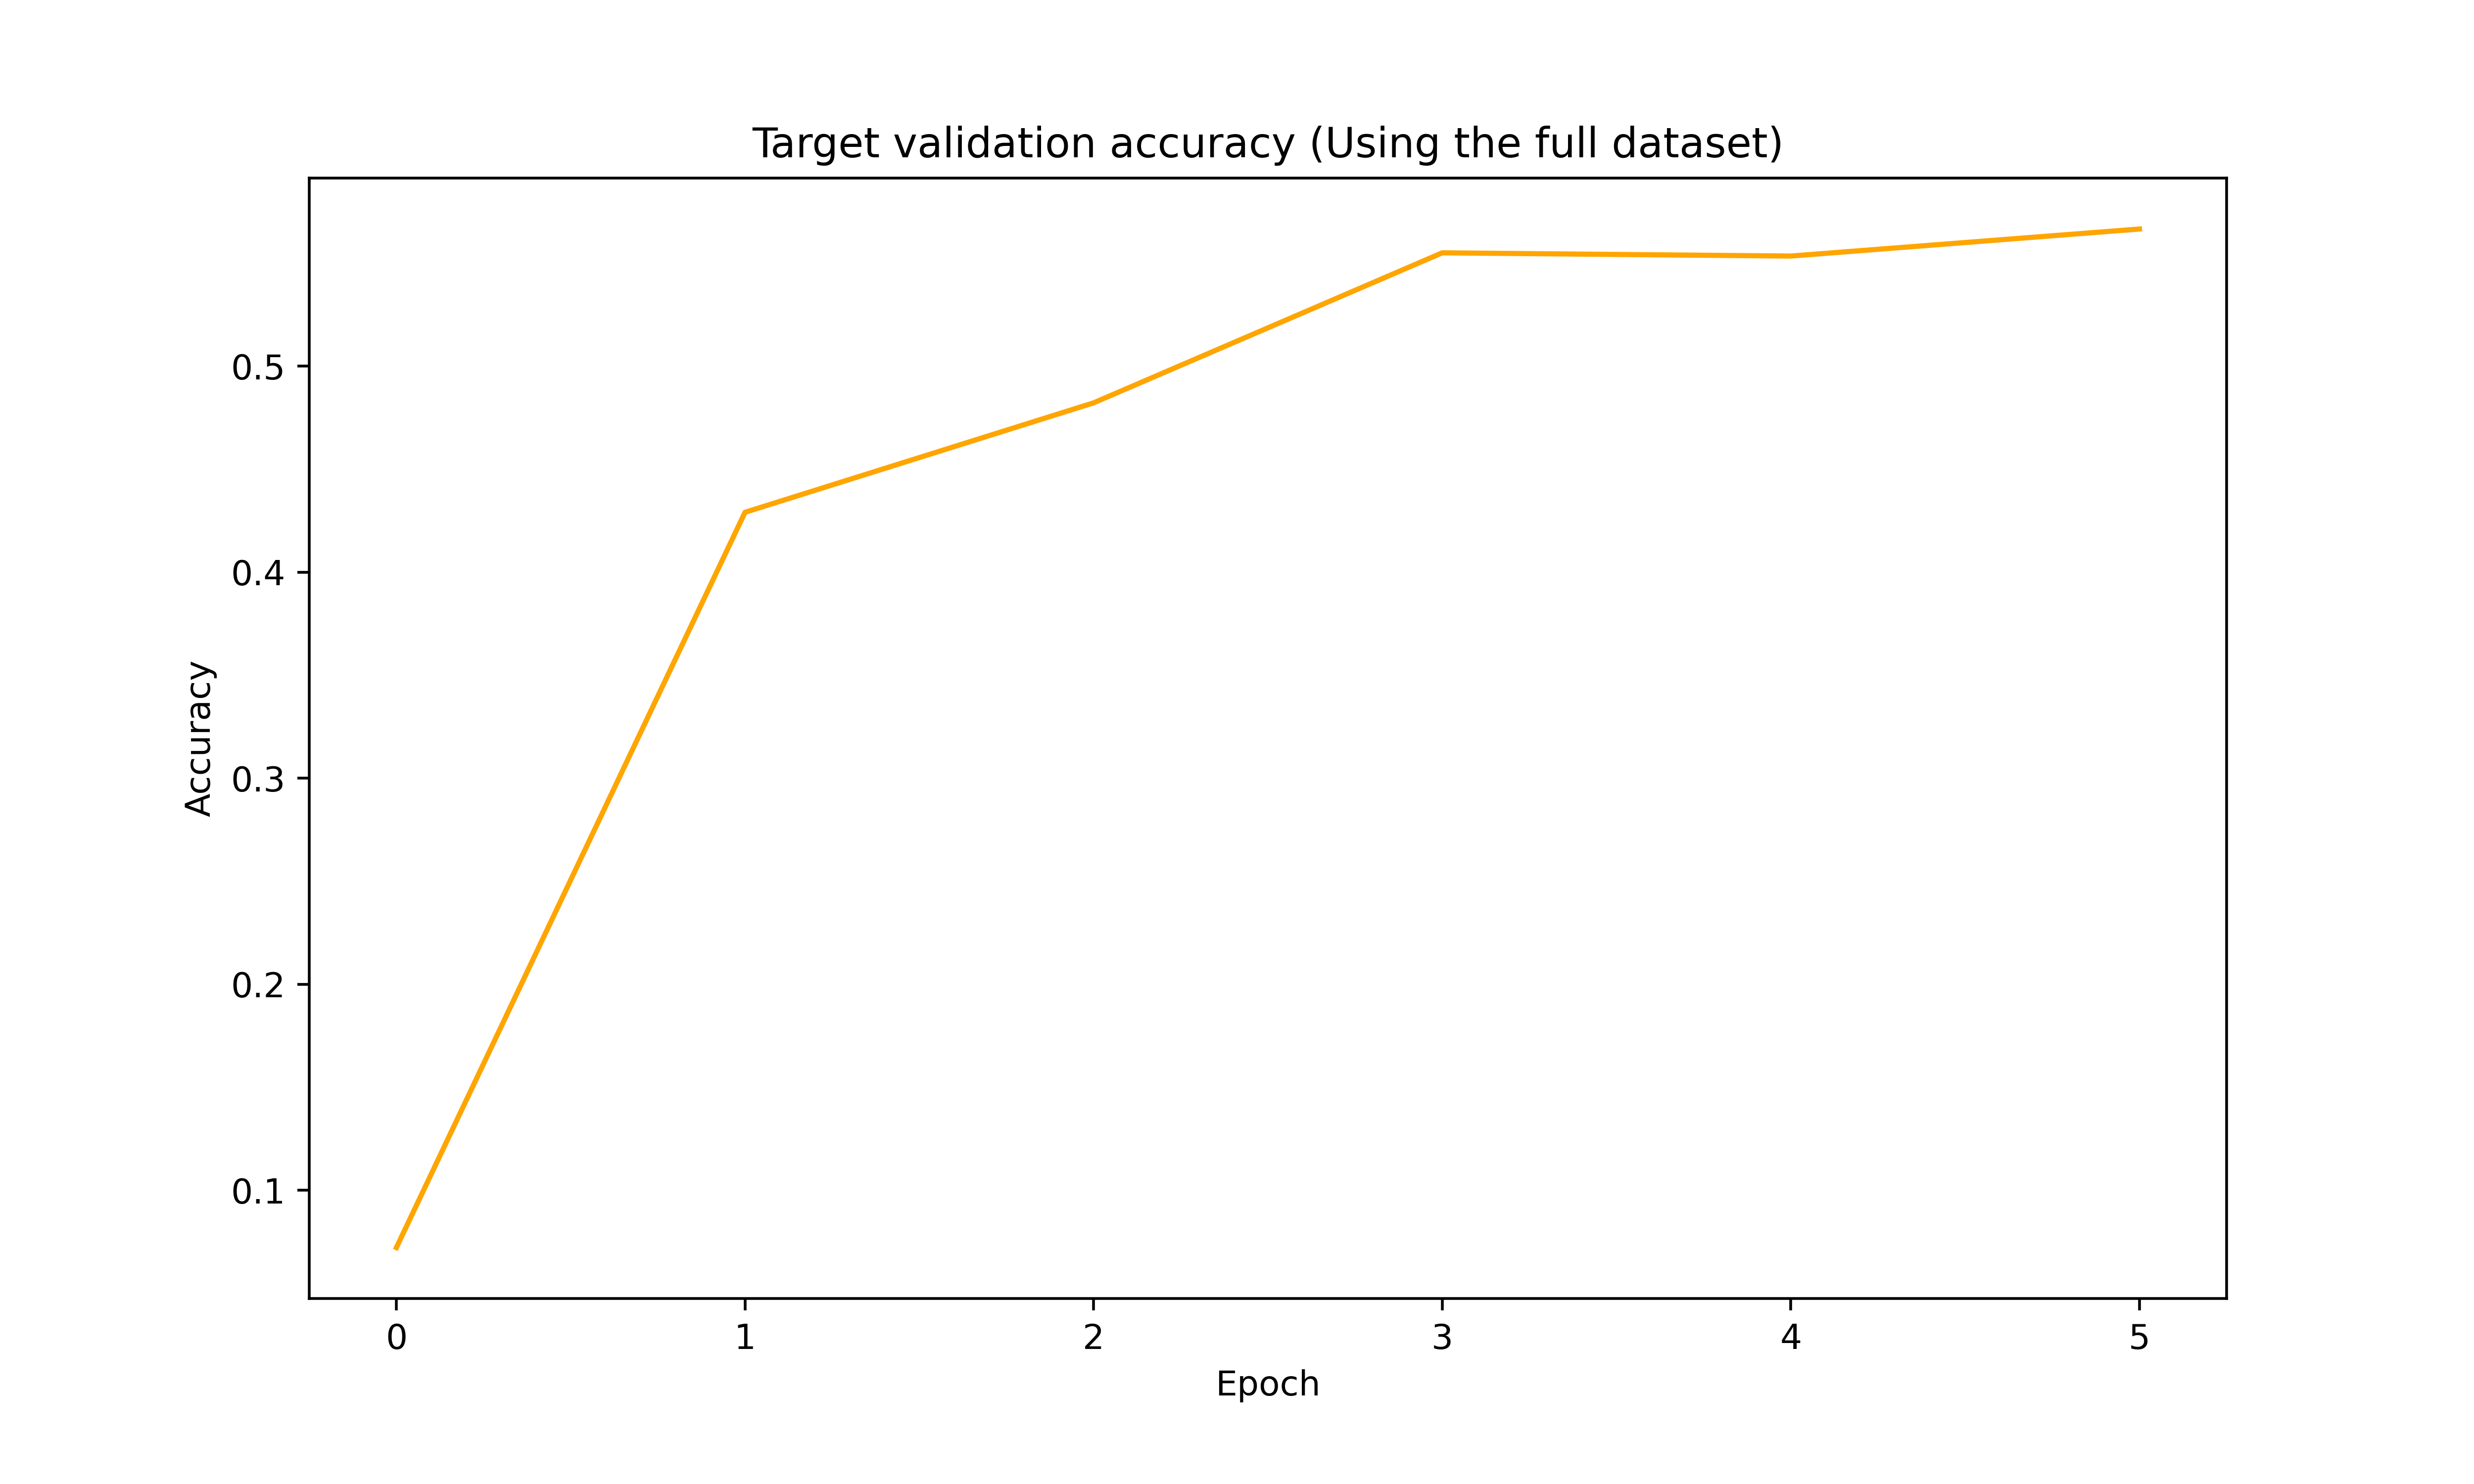 Target validation accuracy (Using the full dataset)
Accuracy
0.5
0.4
0.3
0.2
0.1
0 1 2 3 4 5
Epoch